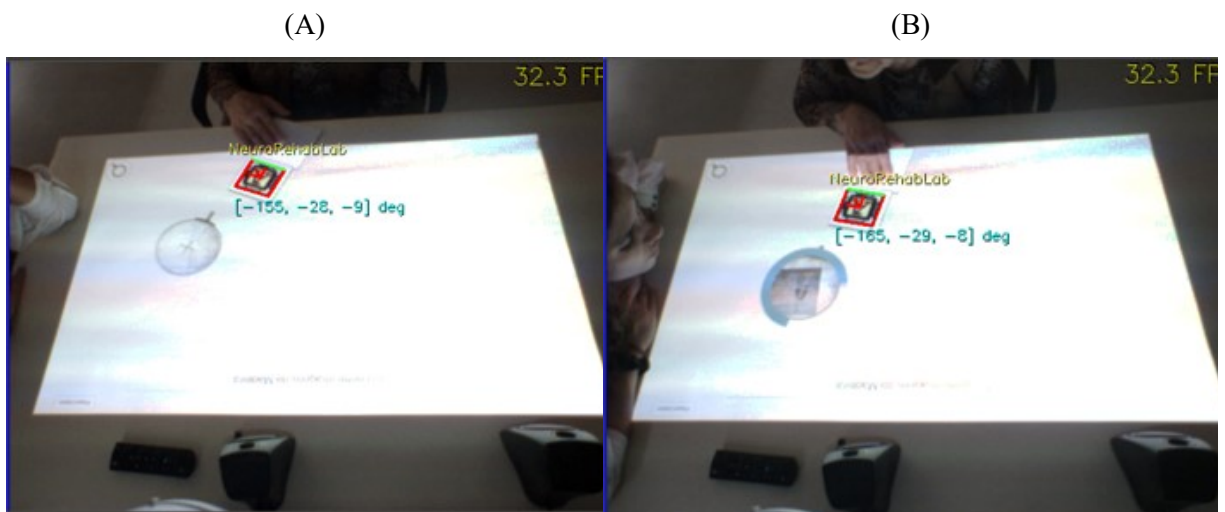 (A)
(B)
32.3 FP
32.3 FP
NeuroRehabLab
[-155, -28, -9] deg
NeuroRehabLab
[-165, -29, -8] deg